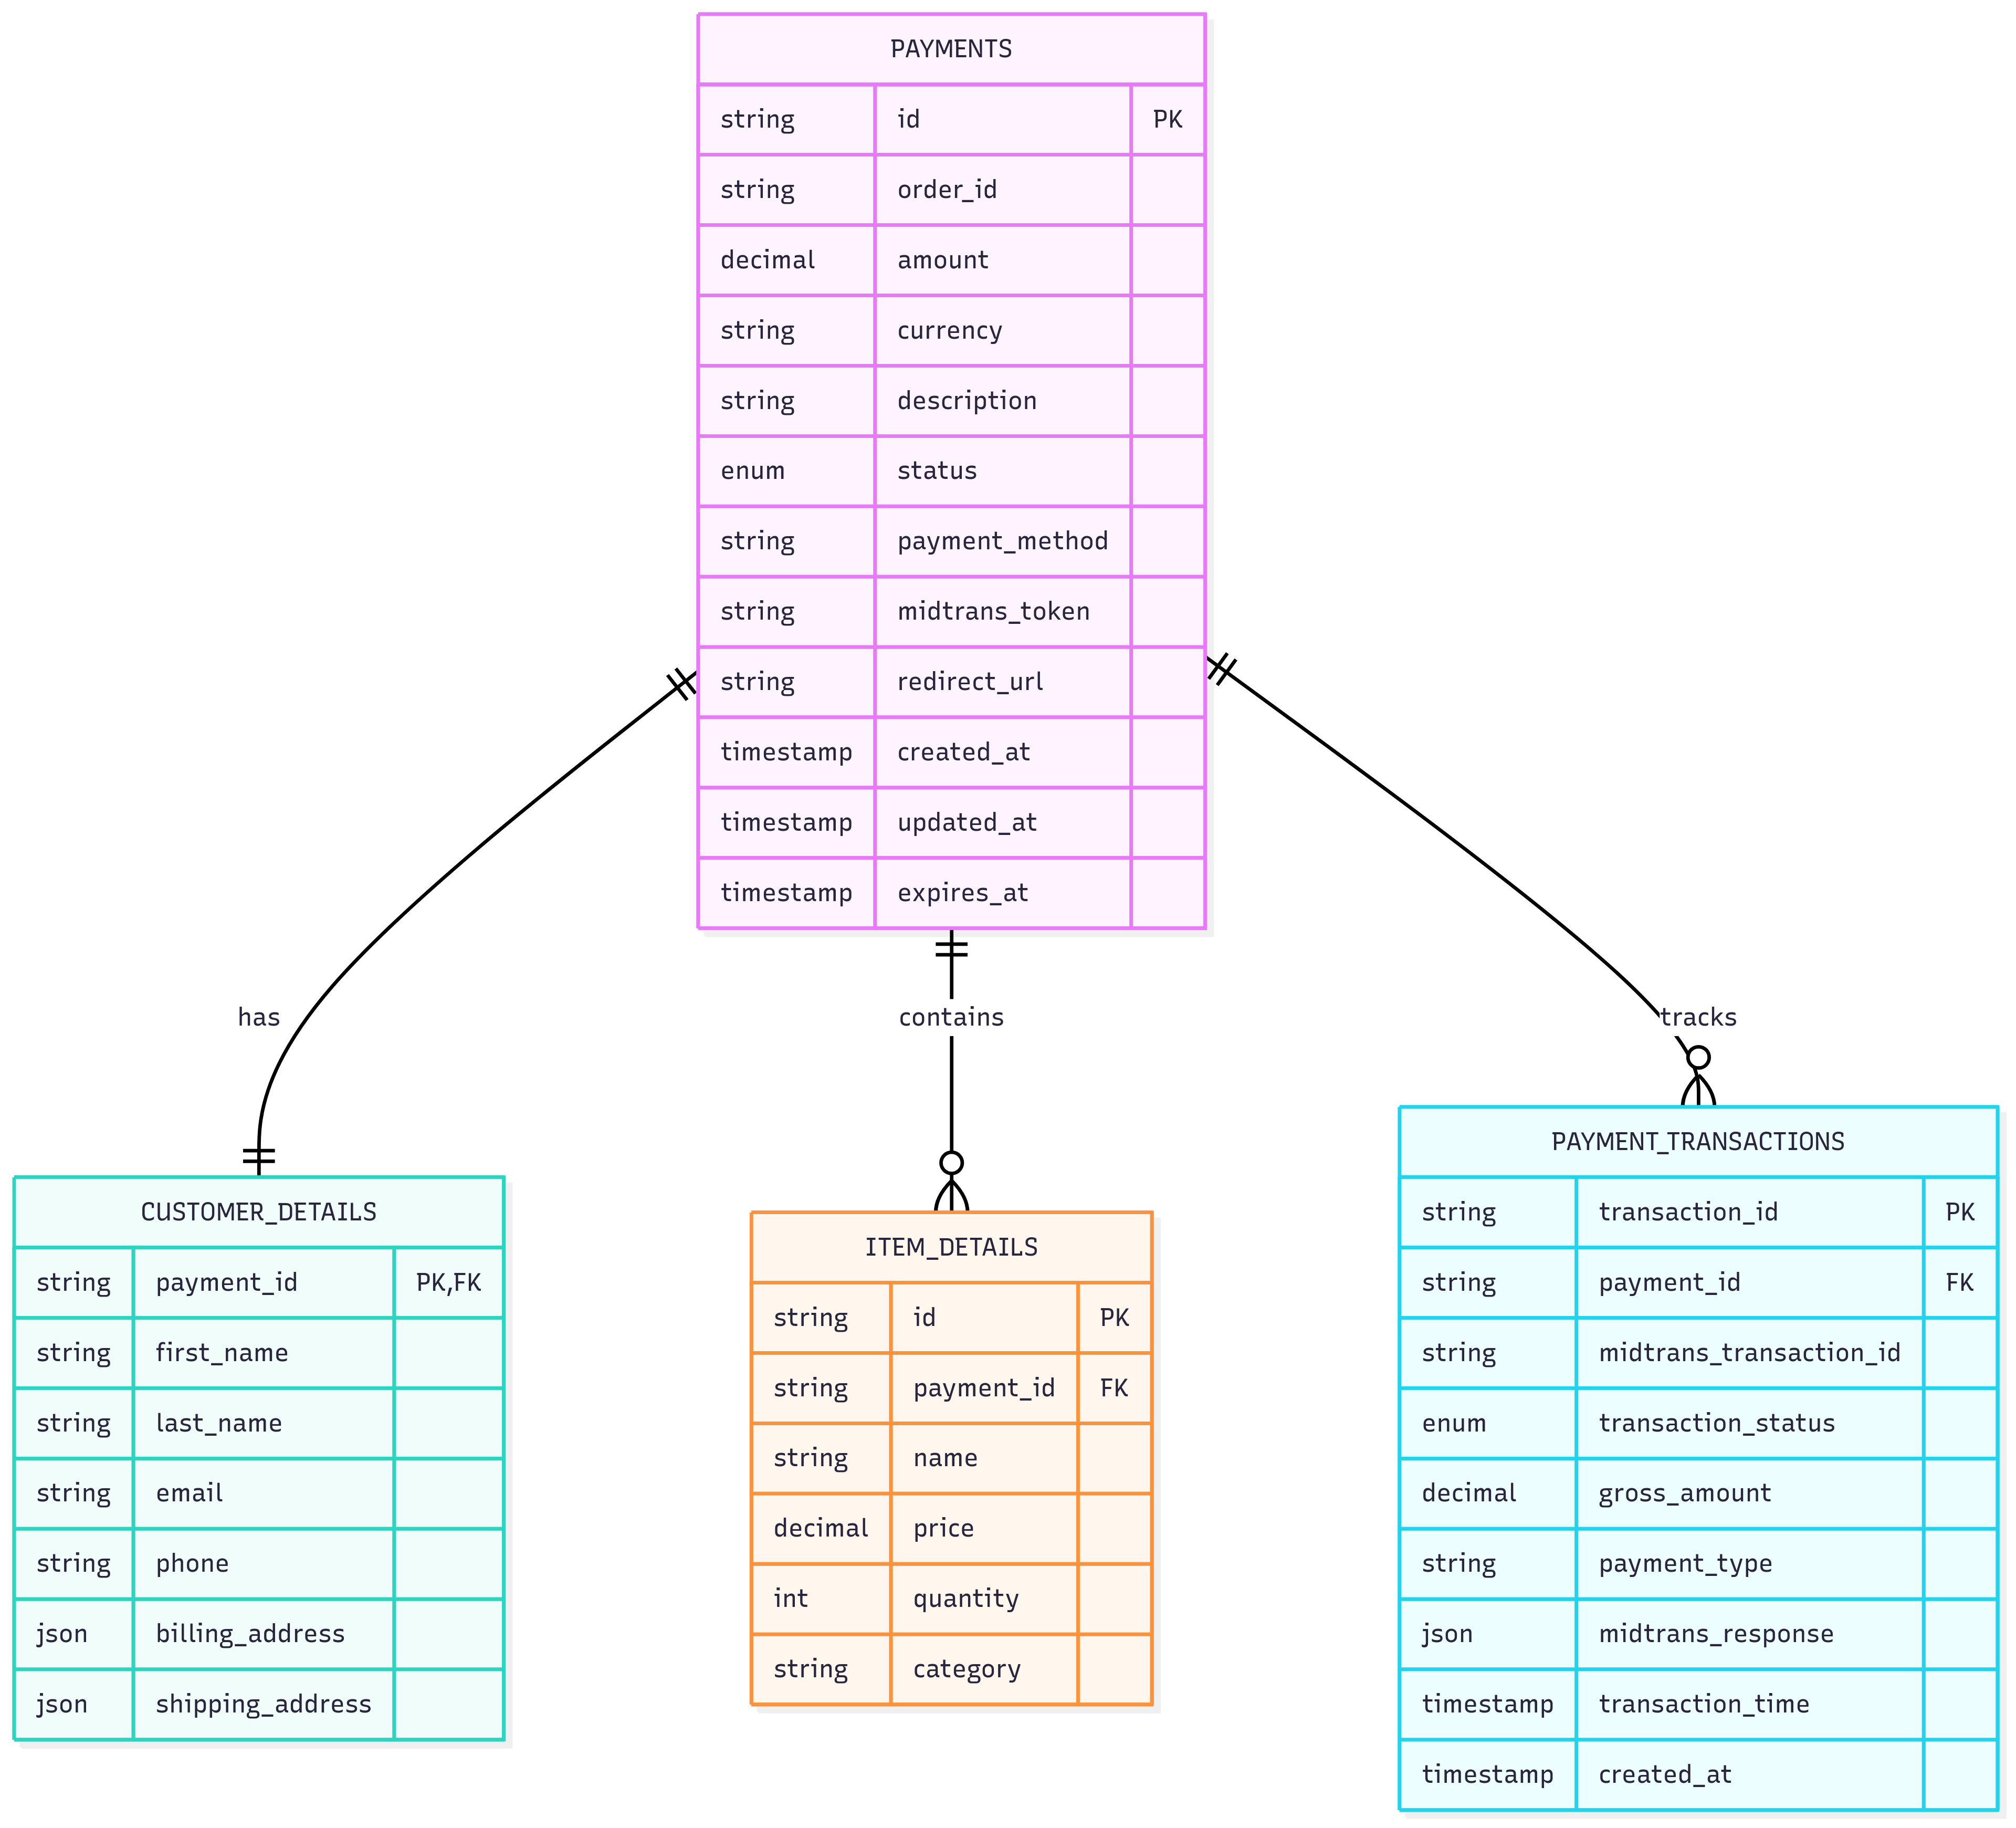 PAYMENTS
string id PK
string order_id
decimal amount
string currency
string description
enum status
string payment_method
string midtrans_token
string redirect_url
timestamp created_at
timestamp updated_at
timestamp expires_at
has
contains
tracks
CUSTOMER_DETAILS
string payment_id PK,FK
string first_name
string last_name
string email
string phone
json billing_address
json shipping_address
ITEM_DETAILS
string id PK
string payment_id FK
string name
decimal price
int quantity
string category
PAYMENT_TRANSACTIONS
string transaction_id PK
string payment_id FK
string midtrans_transaction_id
enum transaction_status
decimal gross_amount
string payment_type
json midtrans_response
timestamp transaction_time
timestamp created_at